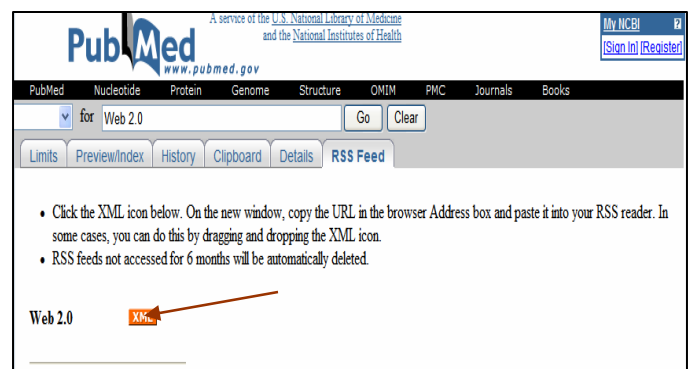 A service of the U.S. National Library of Medicine
and the National Institutes of Health
My NCBI ?
[Sign In] [Register]
PubMed
www.pubmed.gov
PubMed Nucleotide Protein Genome Structure OMIM PMC Journals Books
for Web 2.0 Go Clear
Limits Preview/Index History Clipboard Details RSS Feed
• Click the XML icon below. On the new window, copy the URL in the browser Address box and paste it into your RSS reader. In
some cases, you can do this by dragging and dropping the XML icon.
• RSS feeds not accessed for 6 months will be automatically deleted.
Web 2.0 XML